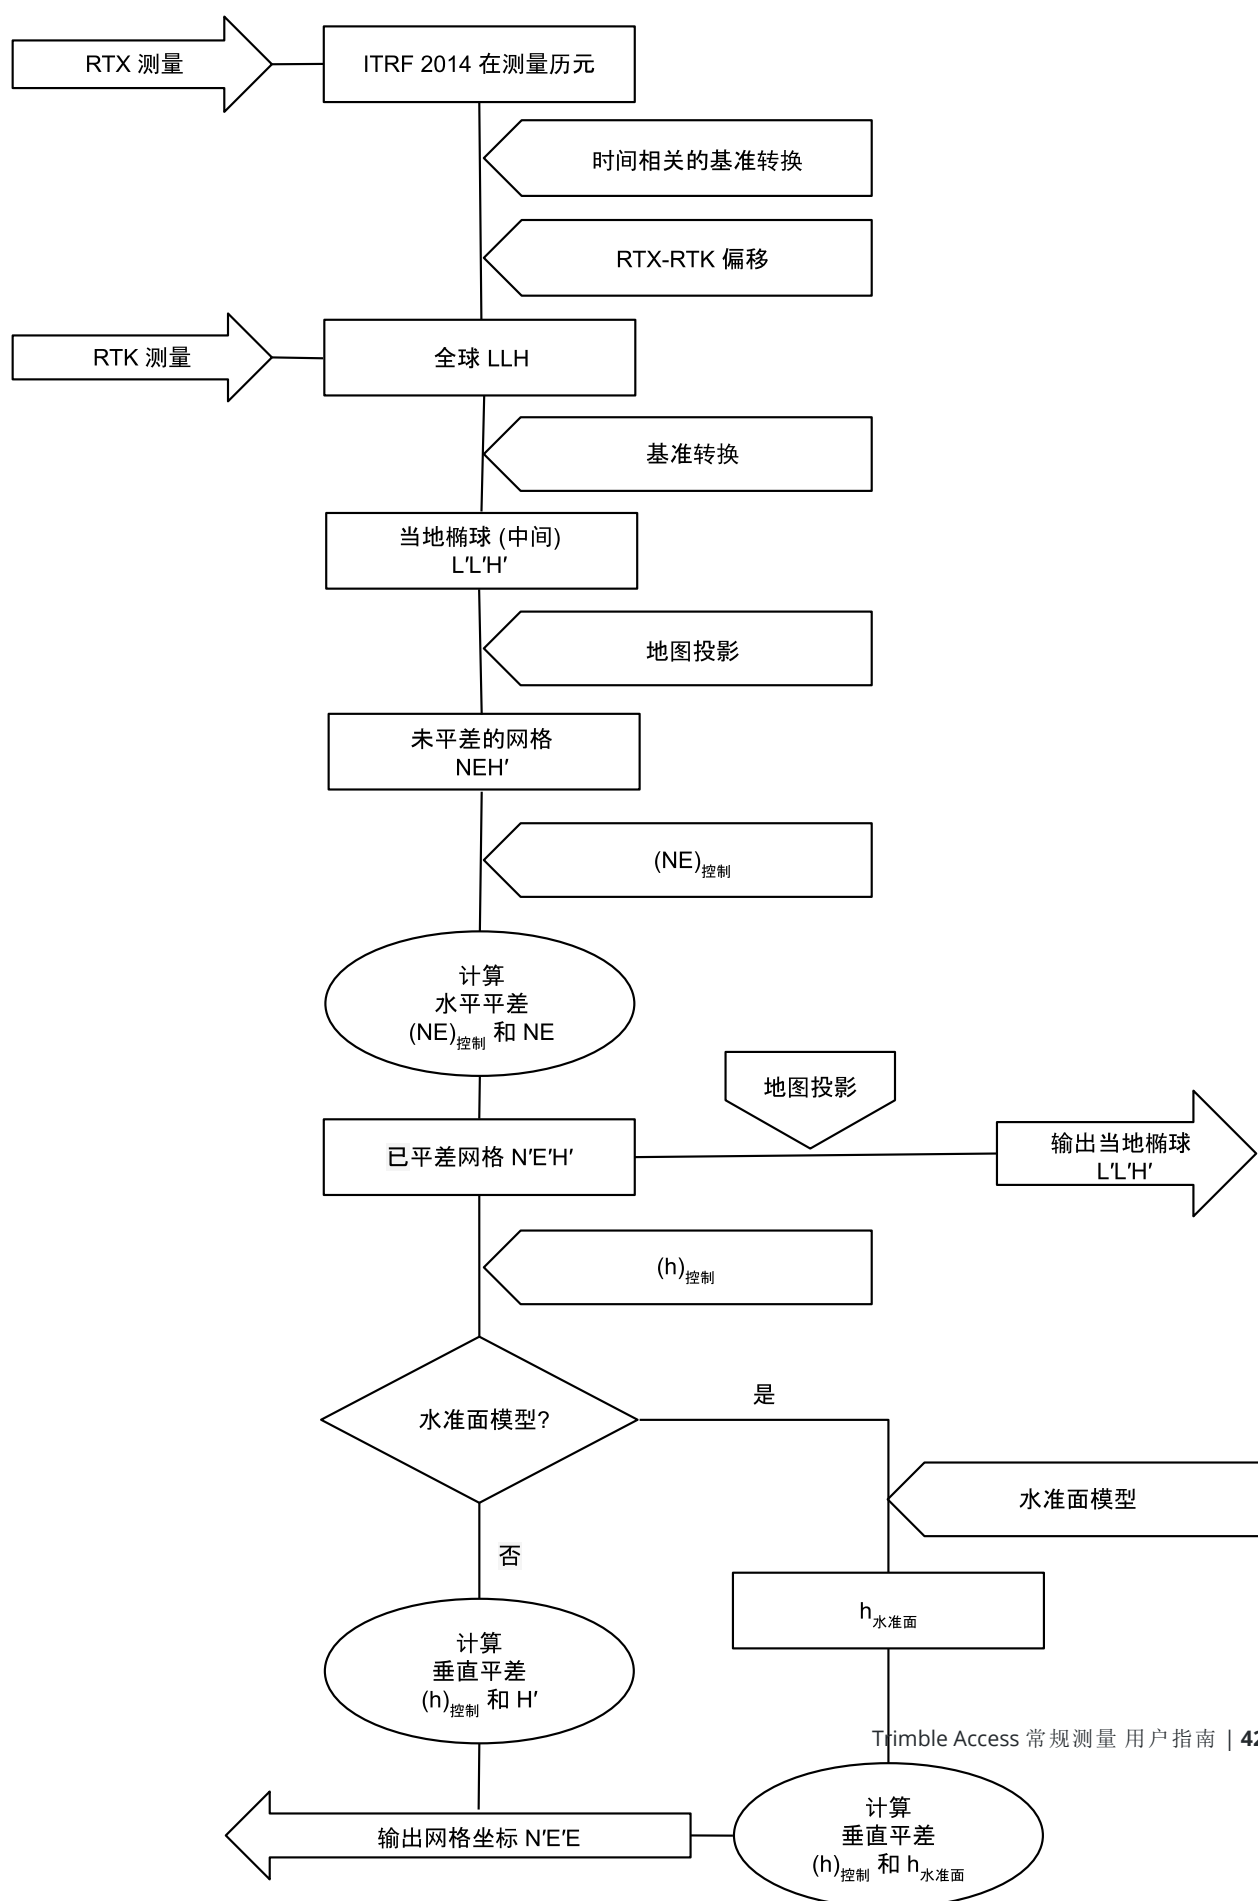 RTX 测量
ITRF 2014 在测量历元
时间相关的基准转换
RTX-RTK 偏移
RTK 测量
全球 LLH
基准转换
当地椭球 (中间)
L′L′H′
地图投影
未平差的网格
NEH′
(NE)控制
计算
水平平差
(NE)控制 和 NE
地图投影
已平差网格 N′E′H′
输出当地椭球
L′L′H′
(h)控制
水准面模型?
是
水准面模型
否
h水准面
计算
垂直平差
(h)控制 和 H′
Trimble Access 常规测量 用户指南 | 42
计算
垂直平差
(h)控制 和 h水准面
输出网格坐标 N′E′E